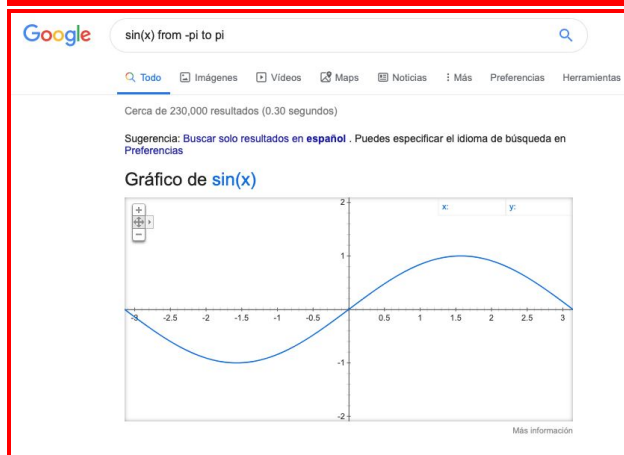 Google
sin(x) from -pi to pi
Todo Imágenes Vídeos Maps Noticias Más Preferencias Herramientas
Cerca de 230,000 resultados (0.30 segundos)
Sugerencia: Buscar solo resultados en español . Puedes especificar el idioma de búsqueda en
Preferencias
Gráfico de sin(x)
2 x: y:
1
-3 -2.5 -2 -1.5 -1 -0.5 0.5 1 1.5 2 2.5 3
-1
-2
Más información